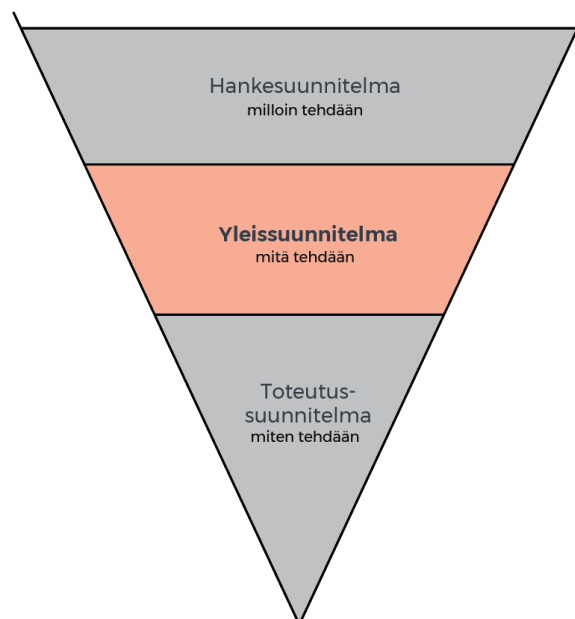 Hankesuunnitelma
milloin tehdään
Yleissuunnitelma
mitä tehdään
Toteutus-
suunnitelma
miten tehdään